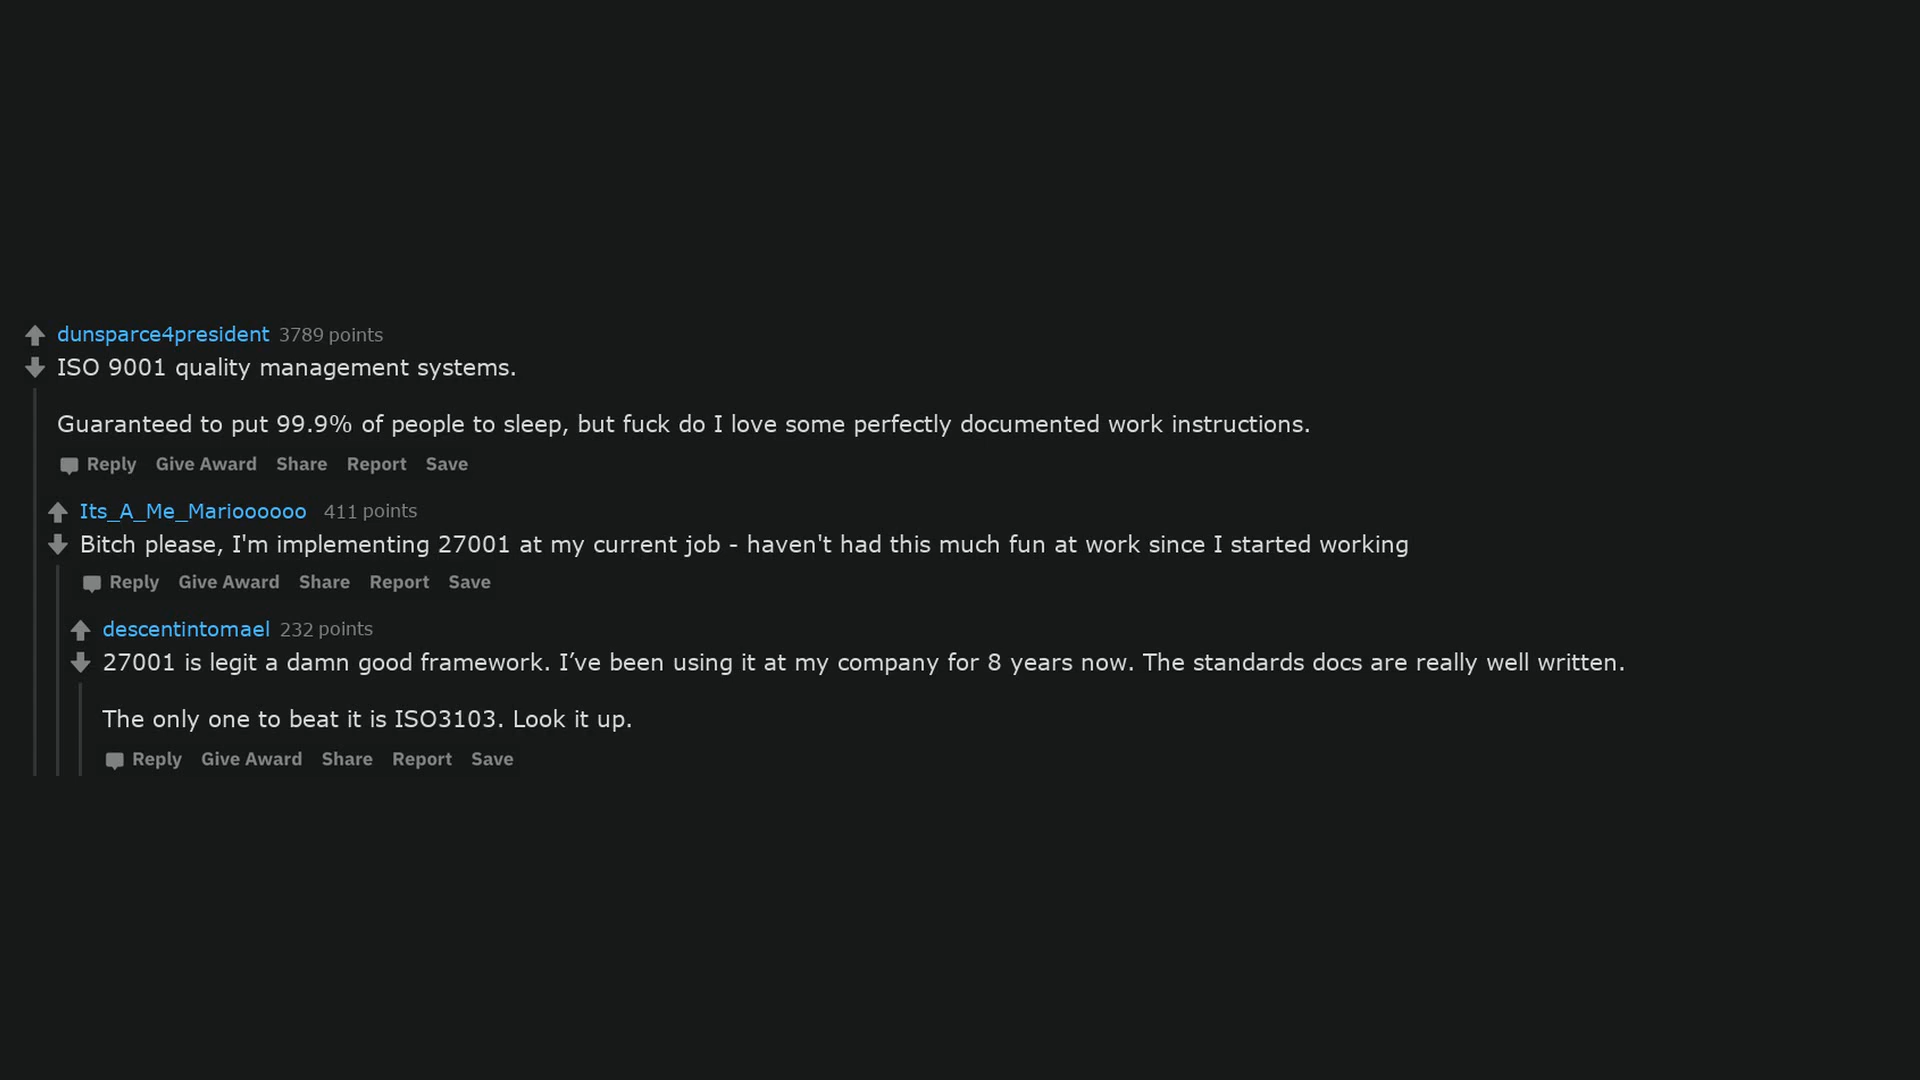 dunsparce4president 3789 points
ISO 9001 quality management systems.
Guaranteed to put 99.9% of people to sleep, but fuck do I love some perfectly documented work instructions.
Reply Give Award Share Report Save
Its_A_Me_Marioooooo 411 points
Bitch please, I'm implementing 27001 at my current job - haven't had this much fun at work since I started working
Reply Give Award Share Report Save
descentintomael 232 points
27001 is legit a damn good framework. I’ve been using it at my company for 8 years now. The standards docs are really well written.
The only one to beat it is ISO3103. Look it up.
Reply Give Award Share Report Save